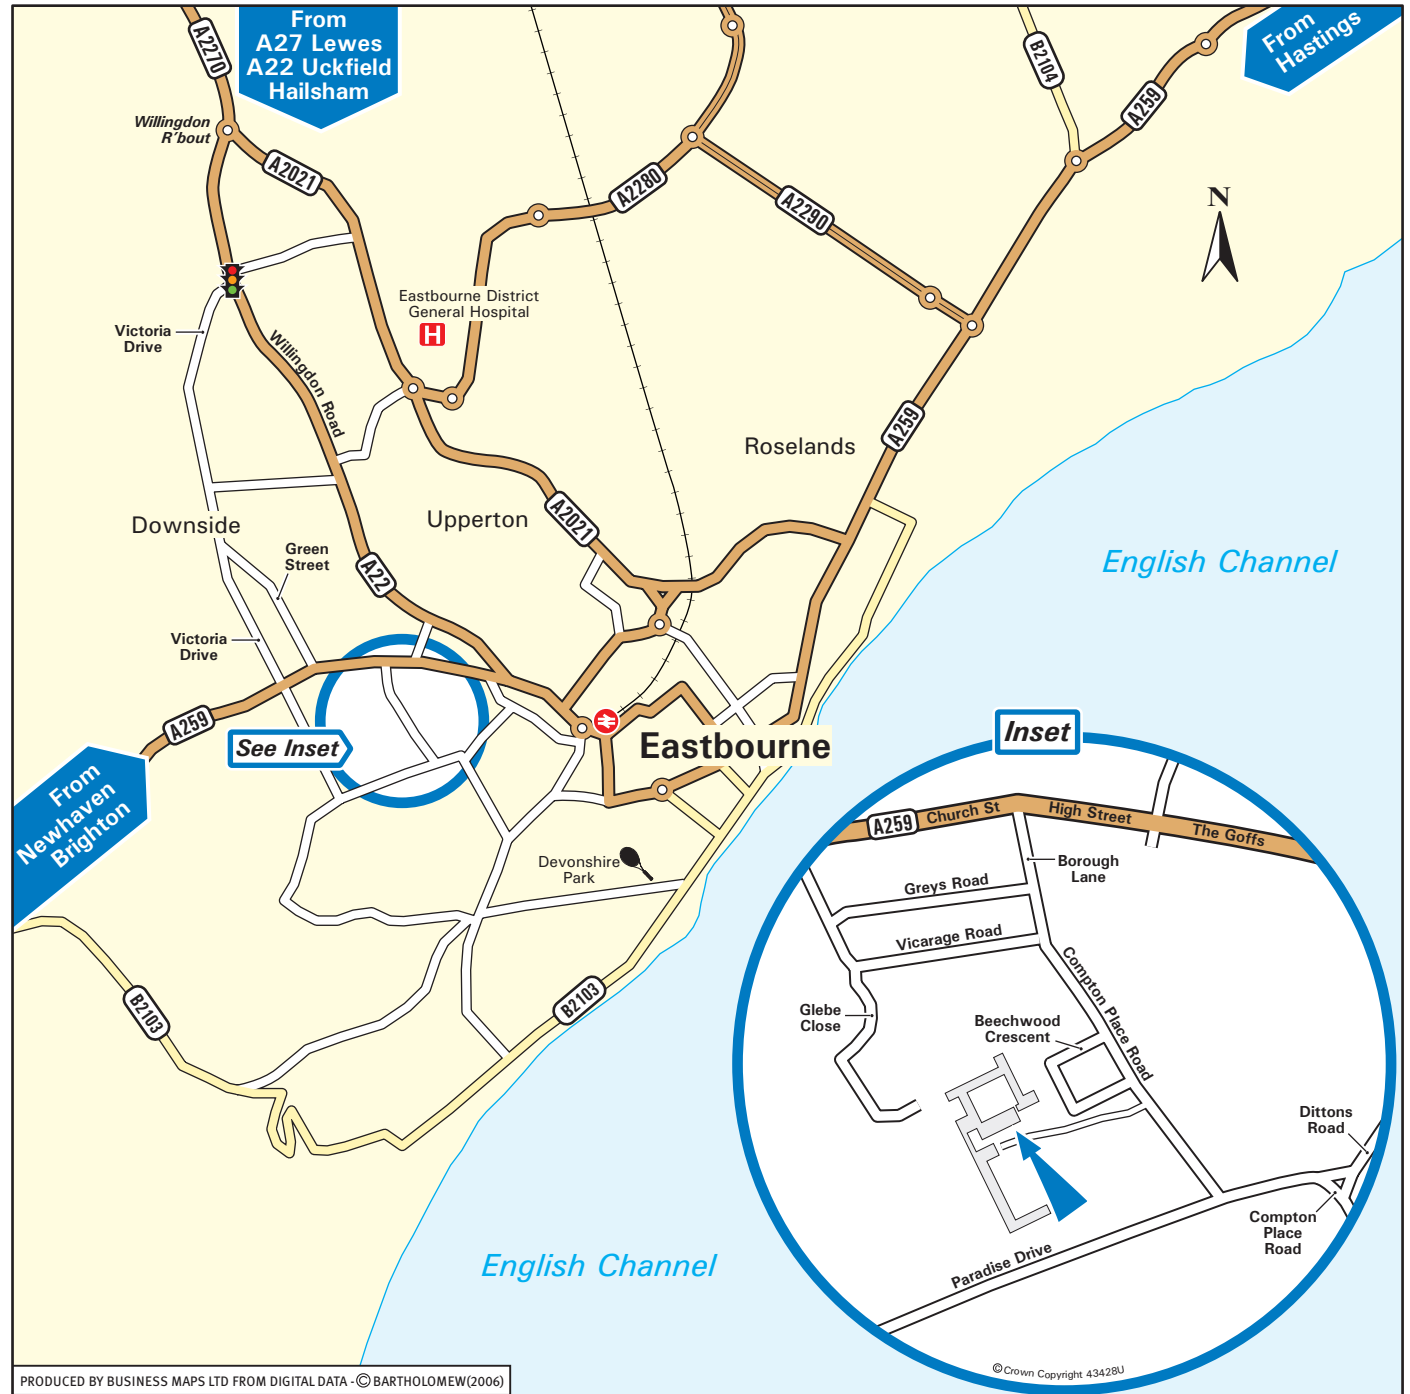 From
A27 Lewes
A22 Uckfield
Hailsham
From
Hastings
A2270
B2104
A259
Willingdon
R'bout
A2021
A2280
A2290
N
Eastbourne District
General Hospital
H
Victoria
Drive
Willingdon Road
A259
Roselands
Downside
Upperton
A2021
Green
Street
A22
English Channel
Victoria
Drive
A259
See Inset
Eastbourne
From
Newhaven
Brighton
Devonshire
Park
B2103
B2103
English Channel
Inset
A259
Church St
High Street
The Goffs
Borough
Lane
Greys Road
Vicarage Road
Compton Place Road
Glebe
Close
Beechwood
Crescent
Dittons
Road
Compton
Place
Road
Paradise Drive
©Crown Copyright 43428U
PRODUCED BY BUSINESS MAPS LTD FROM DIGITAL DATA - © BARTHOLOMEW(2006)